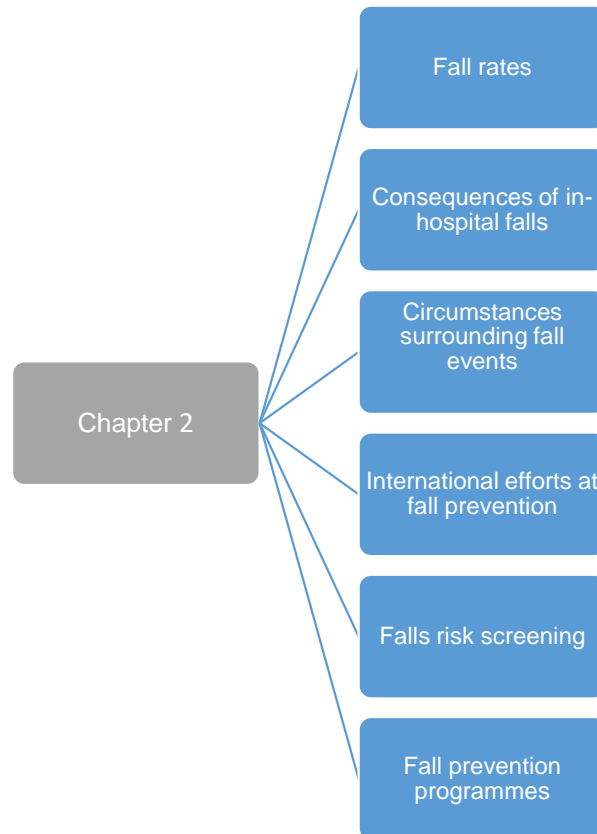 Fall rates
Consequences of in-
hospital falls
Circumstances
surrounding fall
events
Chapter 2
International efforts at
fall prevention
Falls risk screening
Fall prevention
programmes